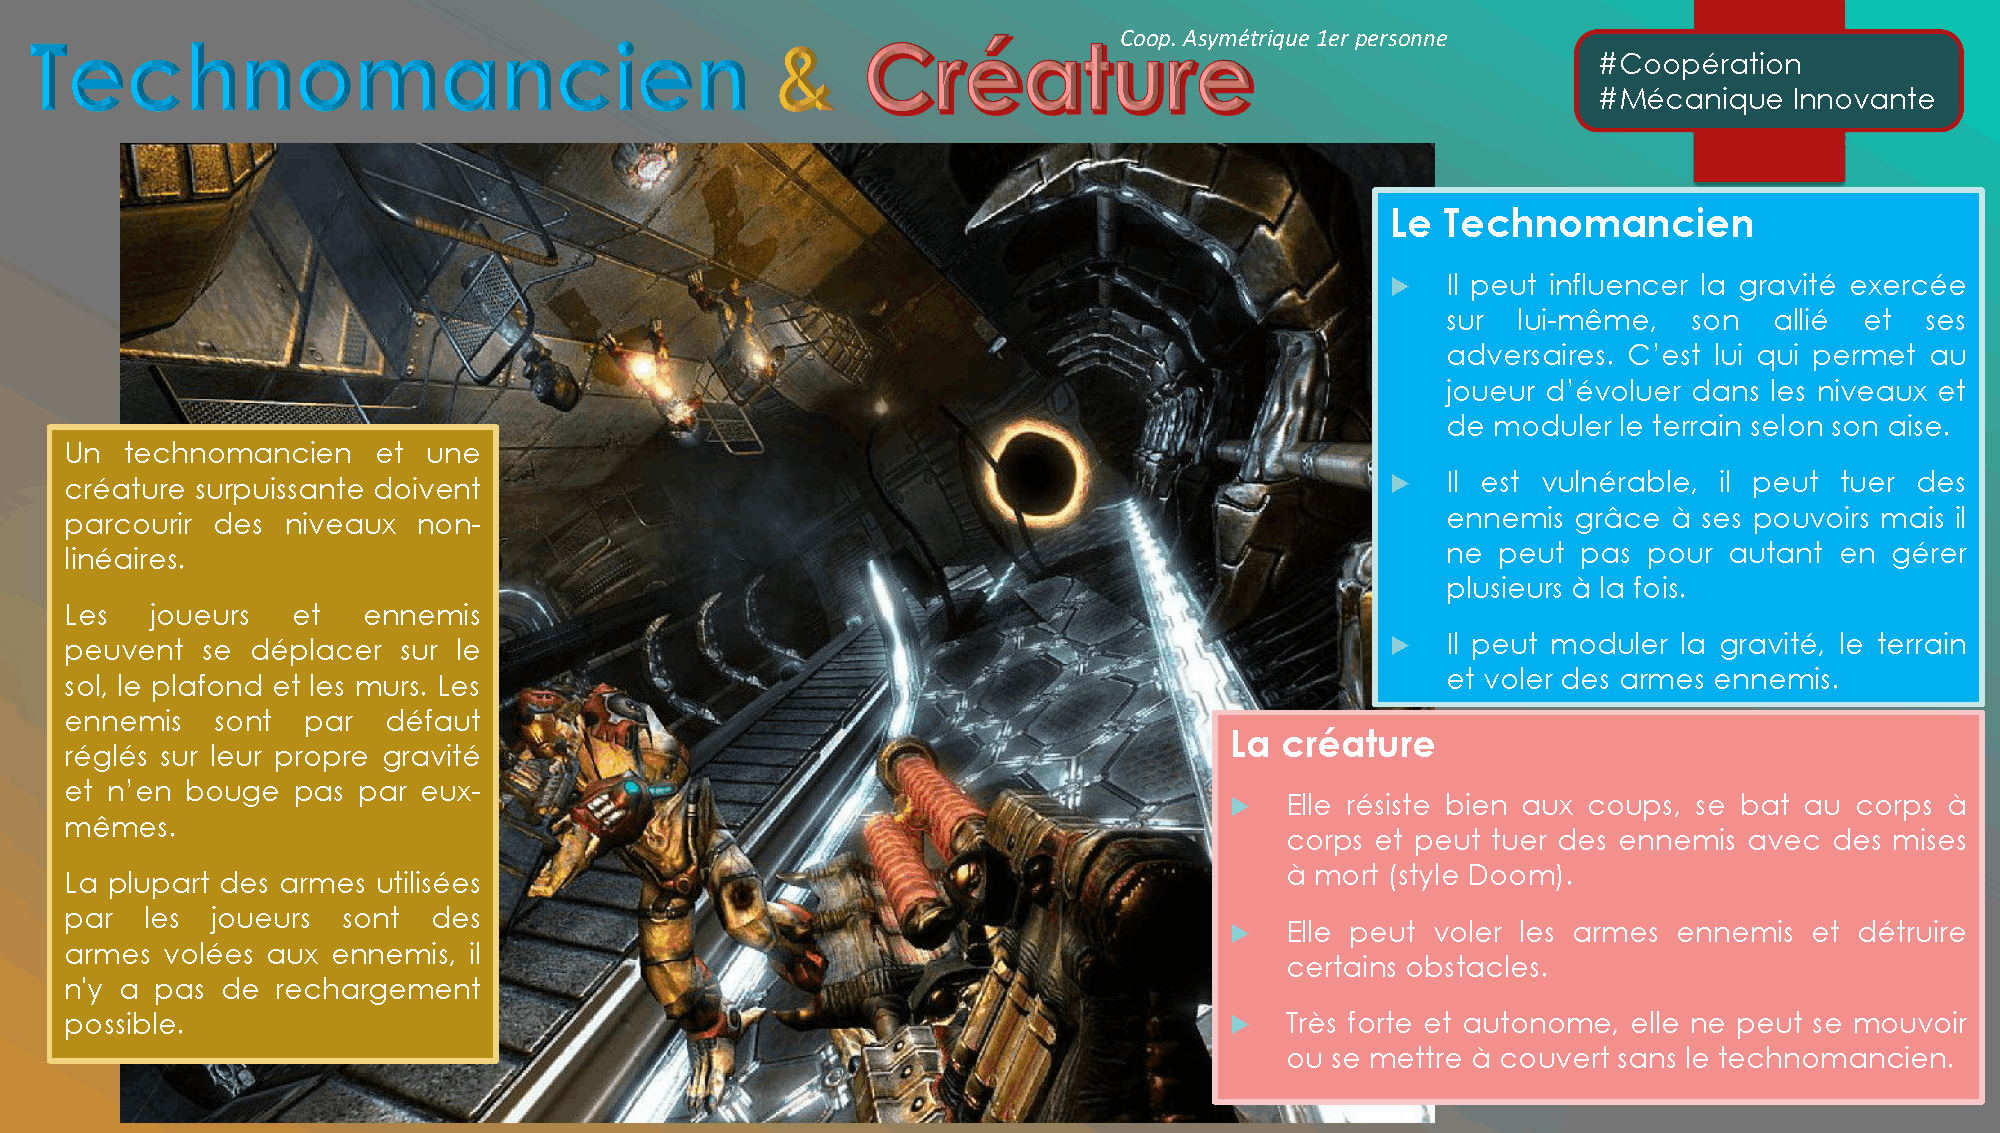 Technomancien & Créature
Coop. Asymétrique 1er personne
#Coopération
#Mécanique Innovante
Un technomancien et une
créature surpuissante doivent
parcourir des niveaux non-
linéaires.
Les joueurs et ennemis
peuvent se déplacer sur le
sol, le plafond et les murs. Les
ennemis sont par défaut
réglés sur leur propre gravité
et n’en bouge pas par eux-
mêmes.
La plupart des armes utilisées
par les joueurs sont des
armes volées aux ennemis, il
n'y a pas de rechargement
possible.
Le Technomancien
Il peut influencer la gravité exercée
sur lui-même, son allié et ses
adversaires. C’est lui qui permet au
joueur d’évoluer dans les niveaux et
de moduler le terrain selon son aise.
Il est vulnérable, il peut tuer des
ennemis grâce à ses pouvoirs mais il
ne peut pas pour autant en gérer
plusieurs à la fois.
Il peut moduler la gravité, le terrain
et voler des armes ennemis.
La créature
Elle résiste bien aux coups, se bat au corps à
corps et peut tuer des ennemis avec des mises
à mort (style Doom).
Elle peut voler les armes ennemis et détruire
certains obstacles.
Très forte et autonome, elle ne peut se mouvoir
ou se mettre à couvert sans le technomancien.